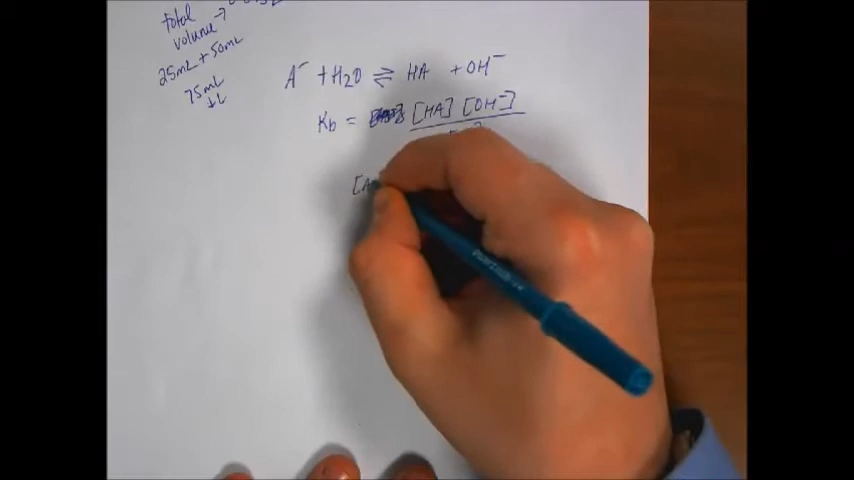 total
volume →
25mL + 50mL
75mL
↓L
A⁻ + H₂O ⇌ HA + OH⁻
Kb = [HA] [OH⁻]
[A